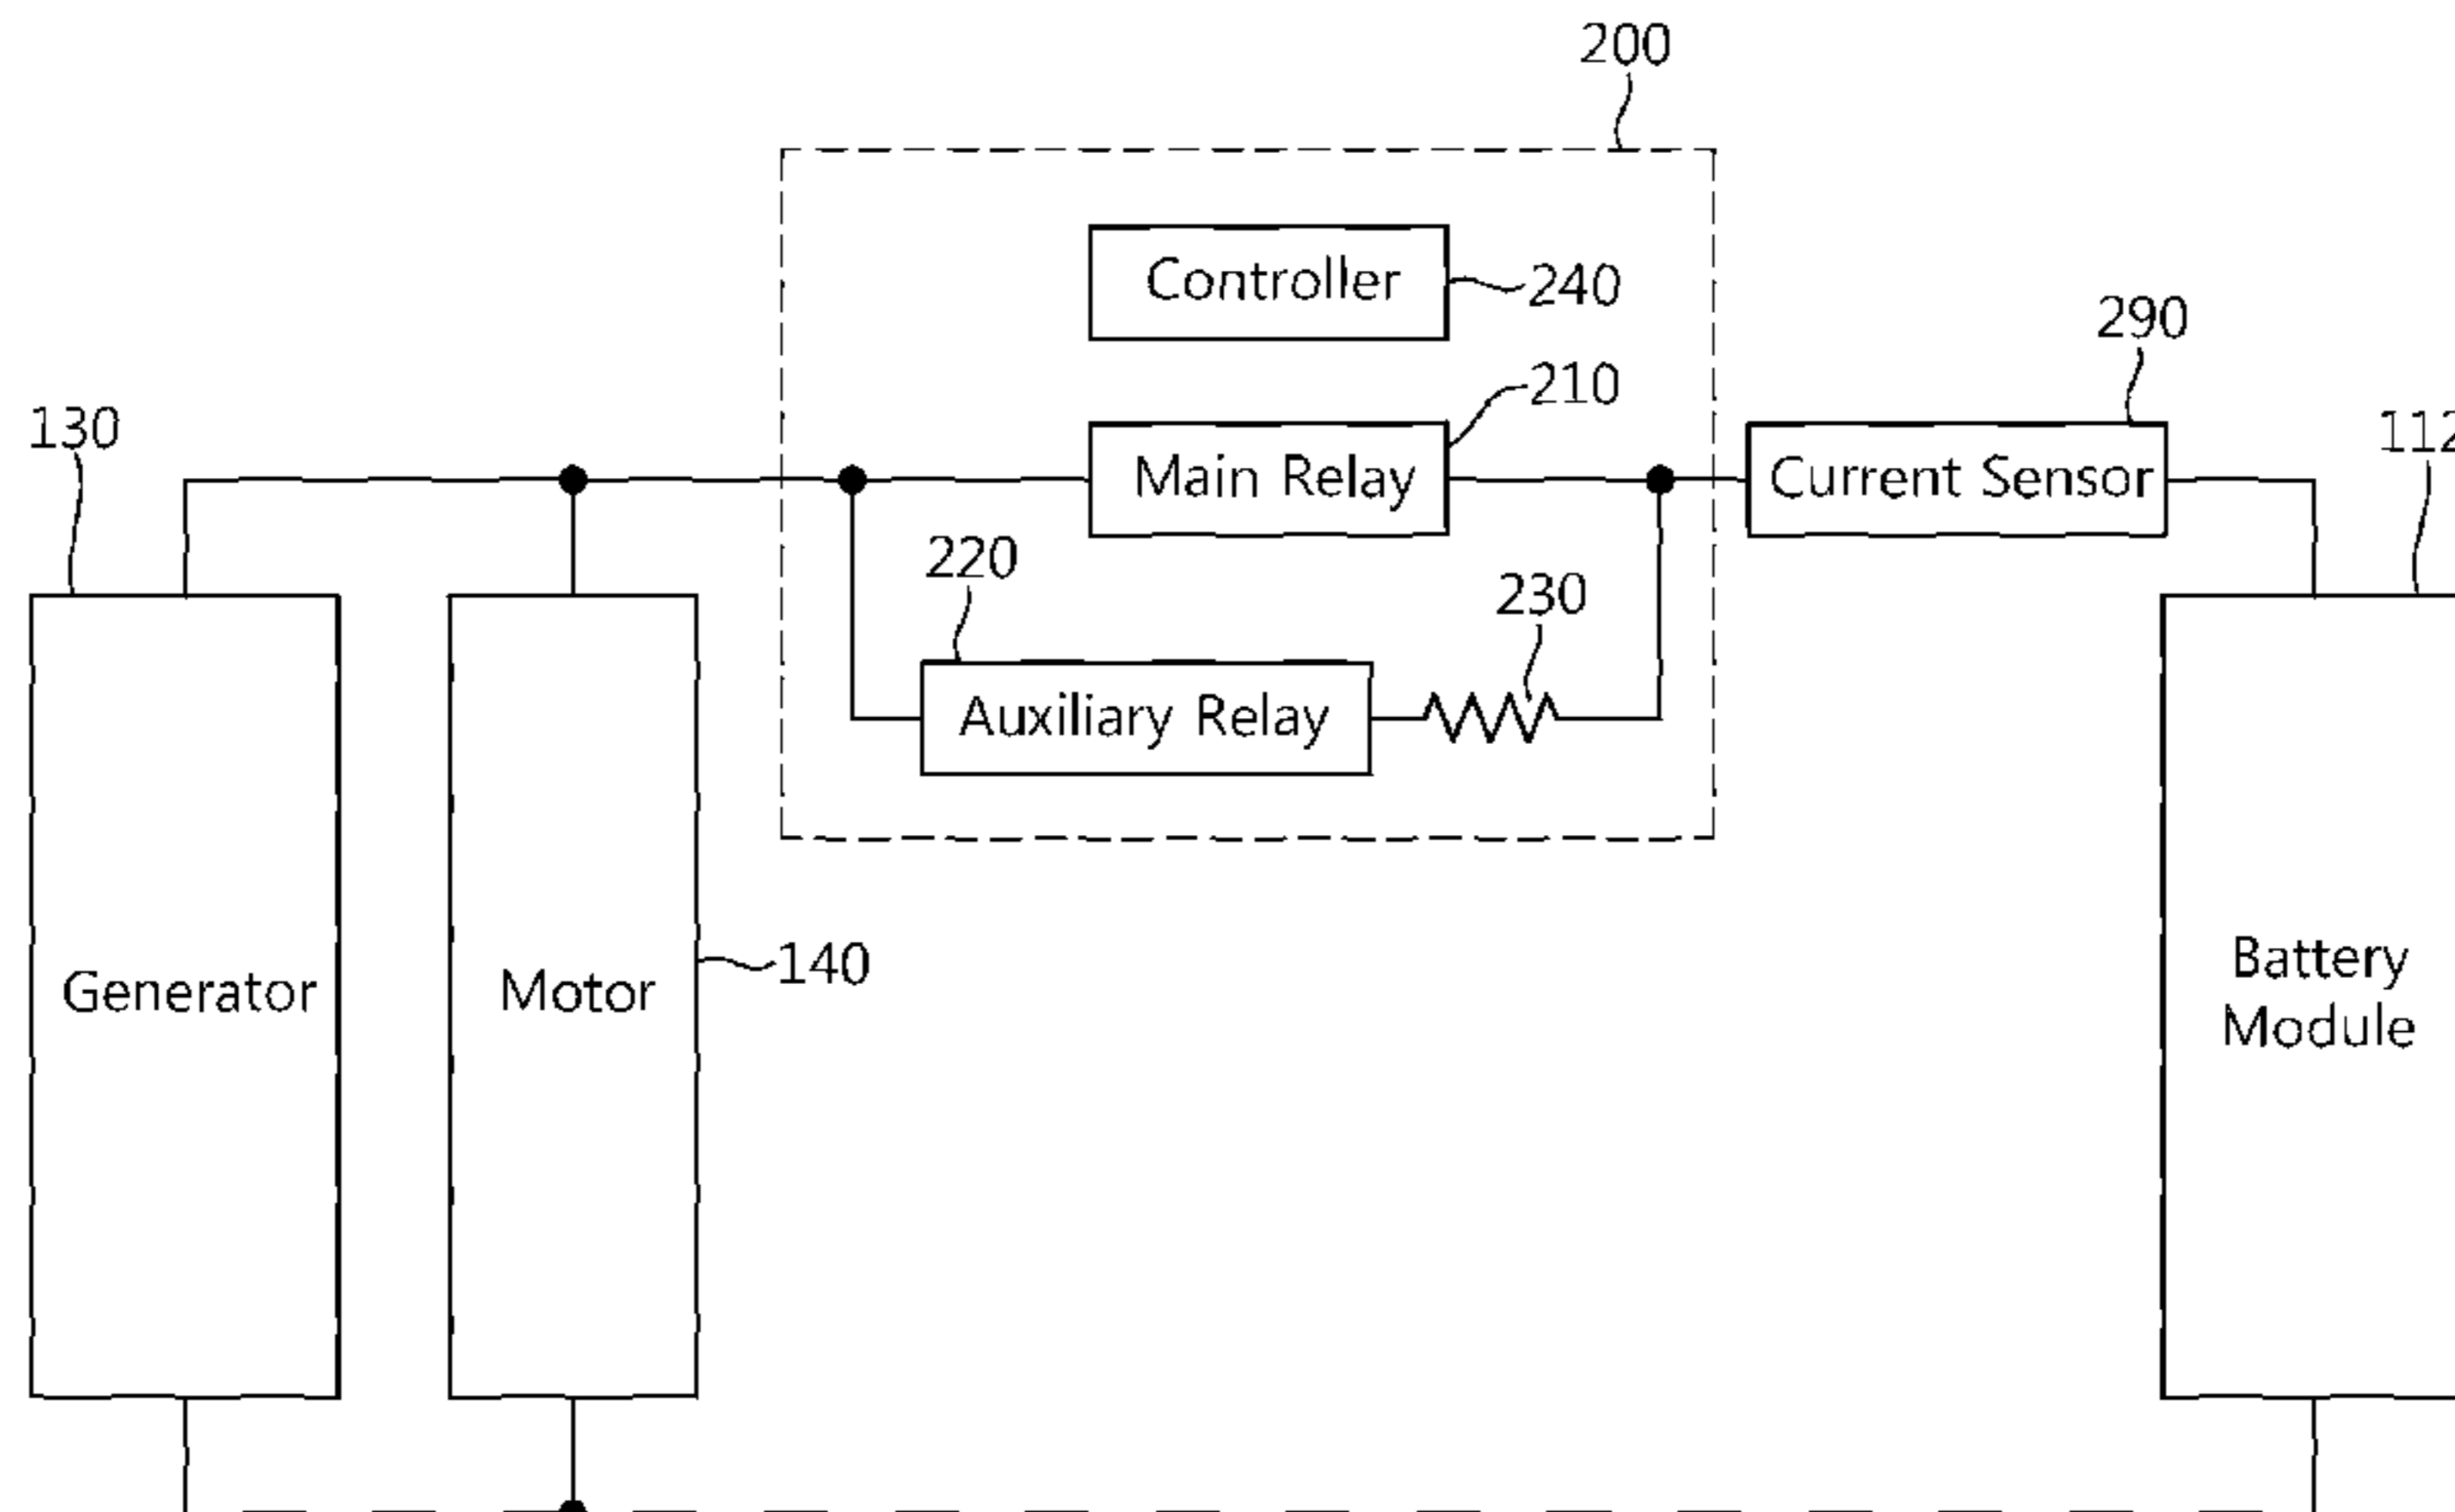 200
Controller
240
290
210
130
112
Main Relay
Current Sensor
220
230
Auxiliary Relay
140
Generator
Motor
Battery
Module